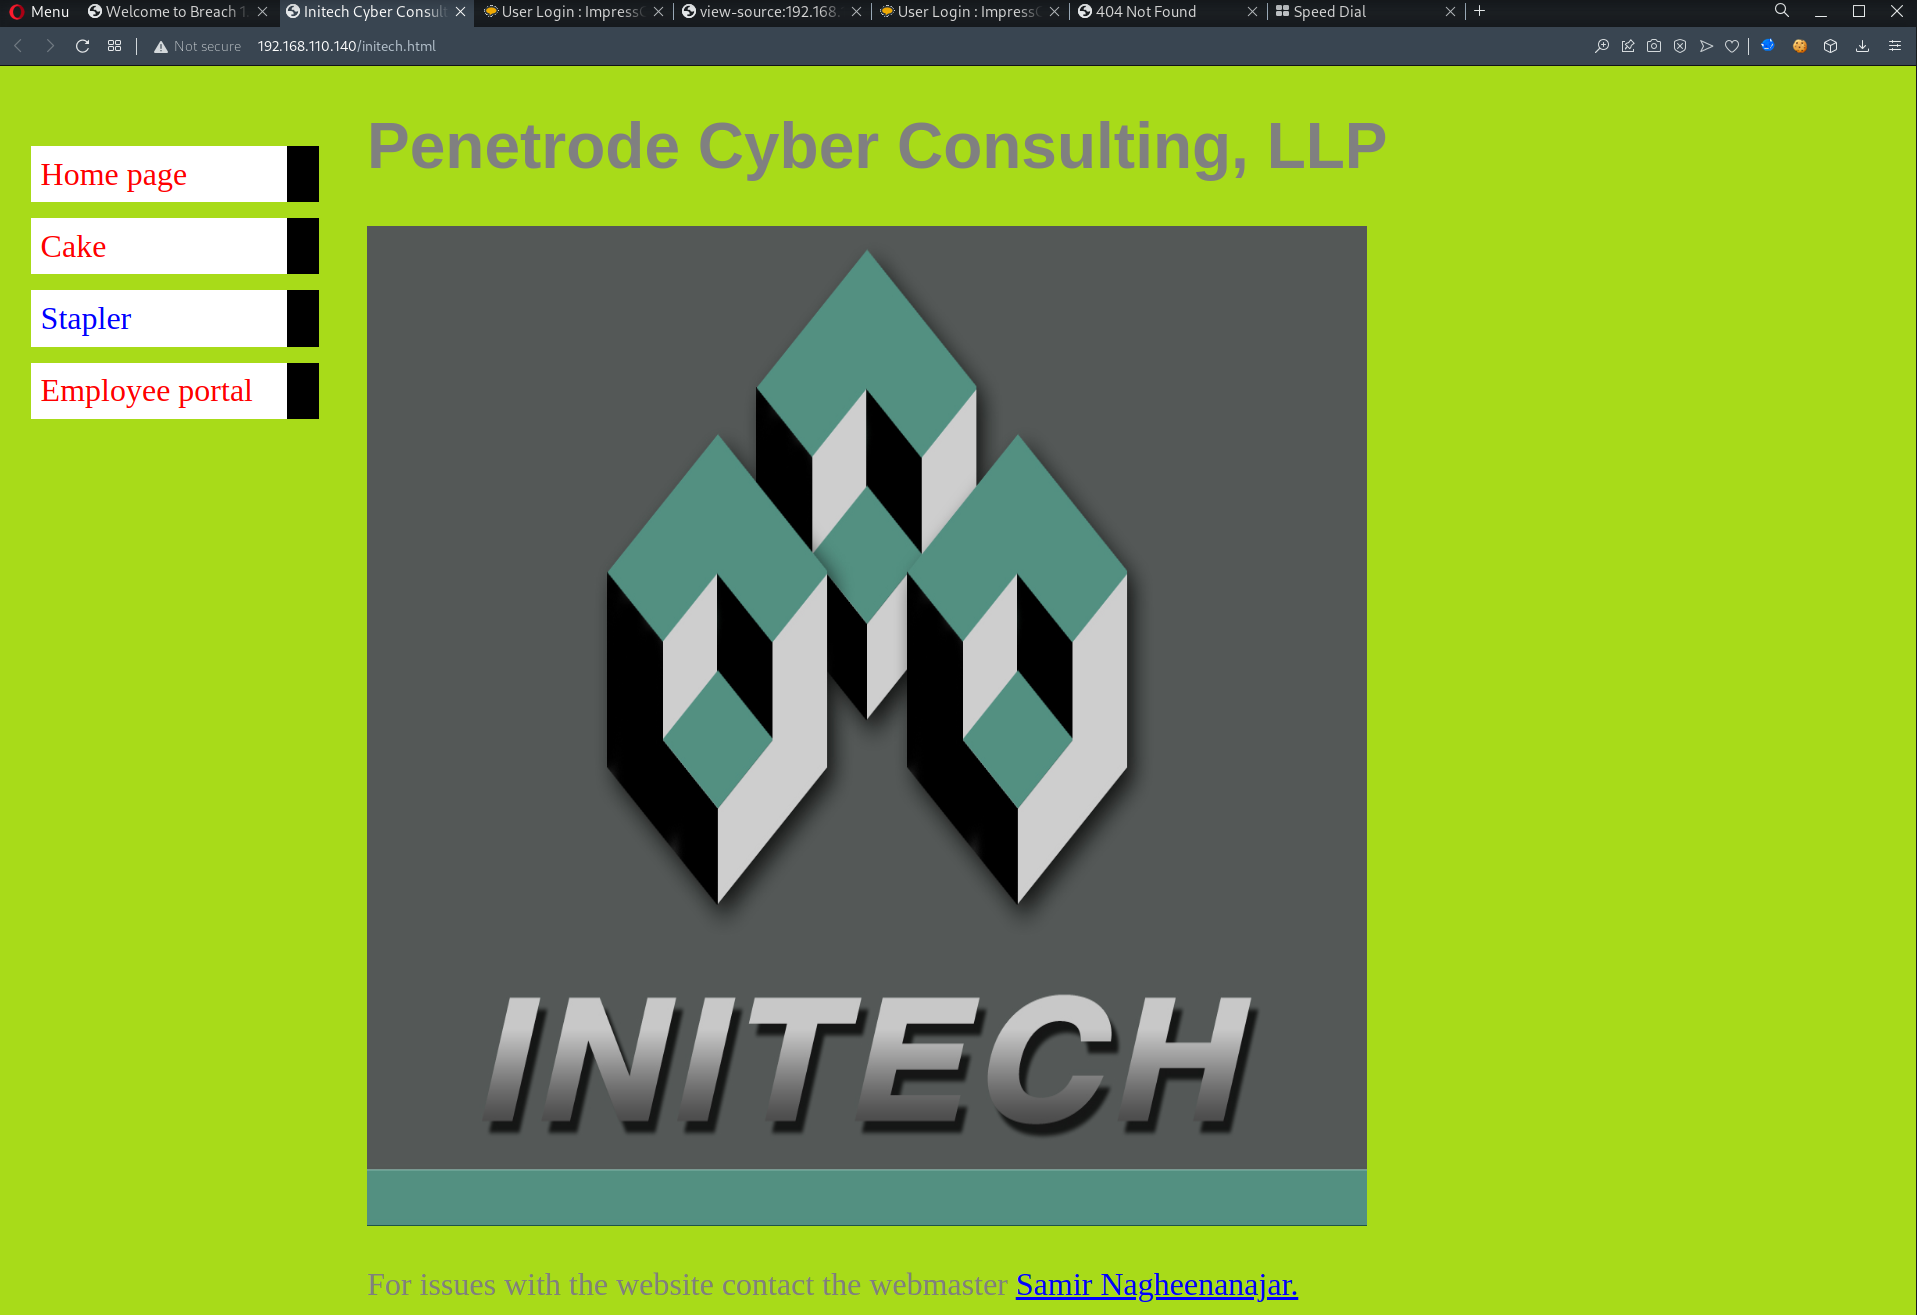 Menu Welcome to Breach 1. Initech Cyber Consult User Login : ImpressC view-source:192.168. User Login : ImpressC 404 Not Found Speed Dial
Not secure 192.168.110.140/initech.html
Penetrode Cyber Consulting, LLP
Home page
Cake
Stapler
Employee portal
INITECH
For issues with the website contact the webmaster Samir Nagheenanajar.